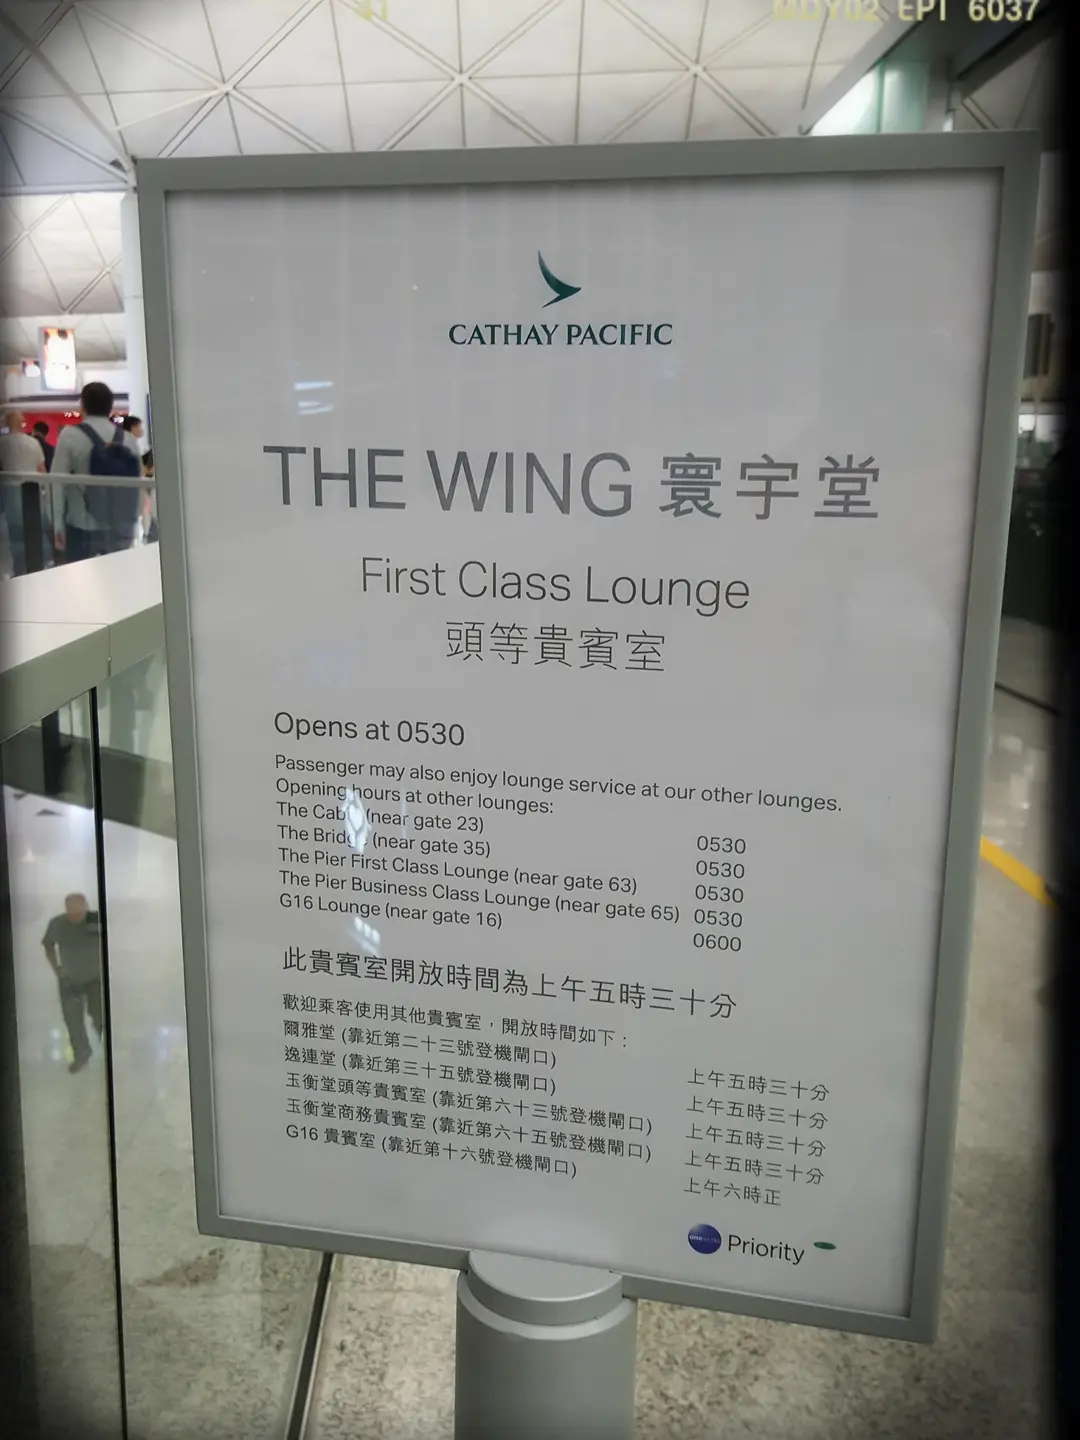 41
MDY02 EPI 6037
CATHAY PACIFIC
THE WING 寰宇堂
First Class Lounge
頭等貴賓室
Opens at 0530
Passenger may also enjoy lounge service at our other lounges.
Opening hours at other lounges:
The (near gate 23) 0530
The Bridge (near gate 35) 0530
The Pier First Class Lounge (near gate 63) 0530
The Pier Business Class Lounge (near gate 65) 0530
G16 Lounge (near gate 16) 0600
此貴賓室開放時間為上午五時三十分
歡迎乘客使用其他貴賓室，開放時間如下：
爾雅堂 (靠近第二十三號登機閘口) 上午五時三十分
逸連堂 (靠近第三十五號登機閘口) 上午五時三十分
玉衡堂頭等貴賓室 (靠近第六十三號登機閘口) 上午五時三十分
玉衡堂商務貴賓室 (靠近第六十五號登機閘口) 上午五時三十分
G16 貴賓室 (靠近第十六號登機閘口) 上午六時正
oneworld Priority